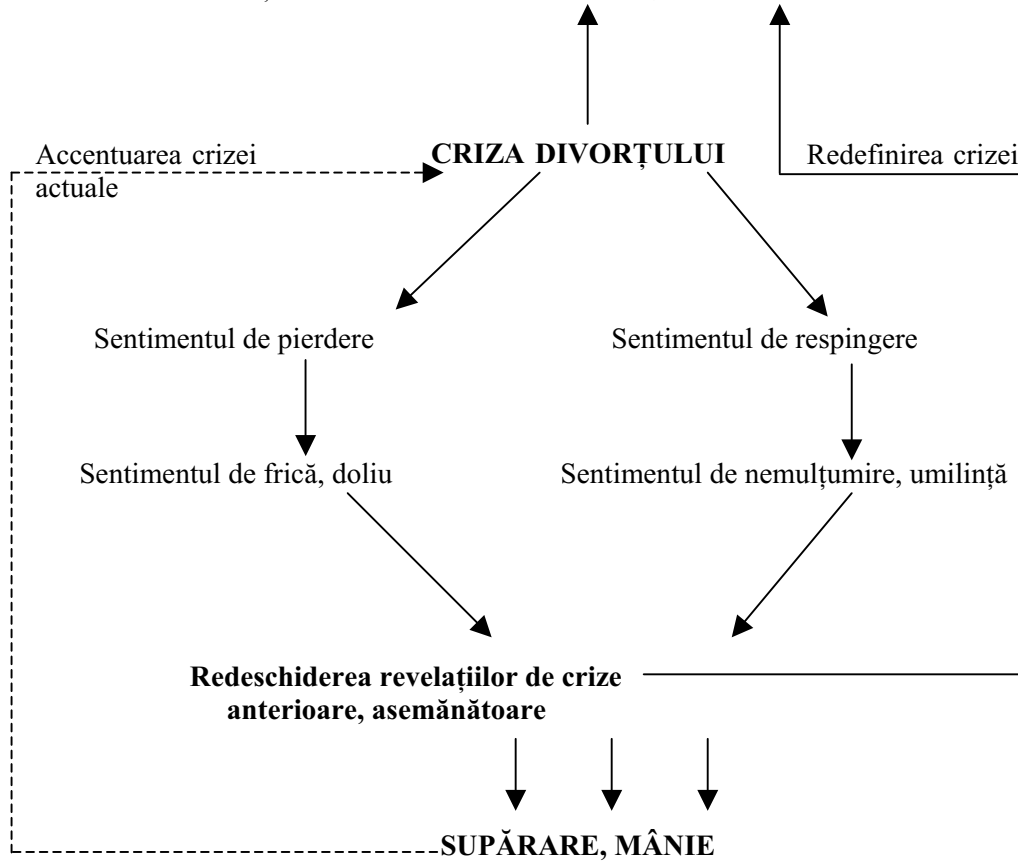 Accentuarea crizei
actuale
CRIZA DIVORȚULUI
Redefinirea crizei
Sentimentul de pierdere
Sentimentul de respingere
Sentimentul de frică, doliu
Sentimentul de nemulțumire, umilință
Redeschiderea revelațiilor de crize
anterioare, asemănătoare
SUPĂRARE, MÂNIE